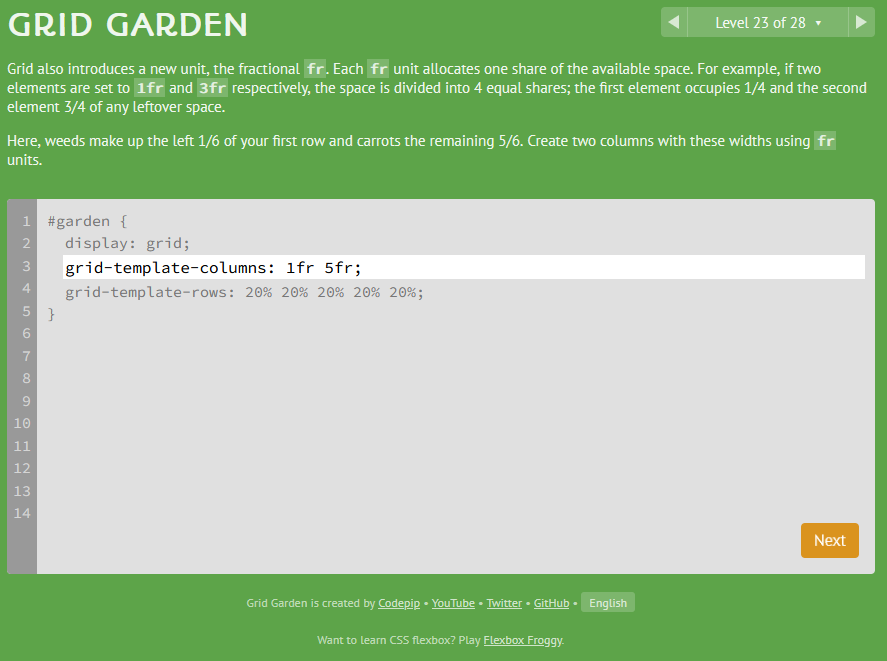 GRID GARDEN
◀ Level 23 of 28 ▾ ▶
Grid also introduces a new unit, the fractional fr. Each fr unit allocates one share of the available space. For example, if two
elements are set to 1fr and 3fr respectively, the space is divided into 4 equal shares; the first element occupies 1/4 and the second
element 3/4 of any leftover space.
Here, weeds make up the left 1/6 of your first row and carrots the remaining 5/6. Create two columns with these widths using fr
units.
1 #garden {
2 display: grid;
3 grid-template-columns: 1fr 5fr;
4 grid-template-rows: 20% 20% 20% 20% 20%;
5 }
6
7
8
9
10
11
12
13
14
Next
Grid Garden is created by Codepip • YouTube • Twitter • GitHub • English
Want to learn CSS flexbox? Play Flexbox Froggy.